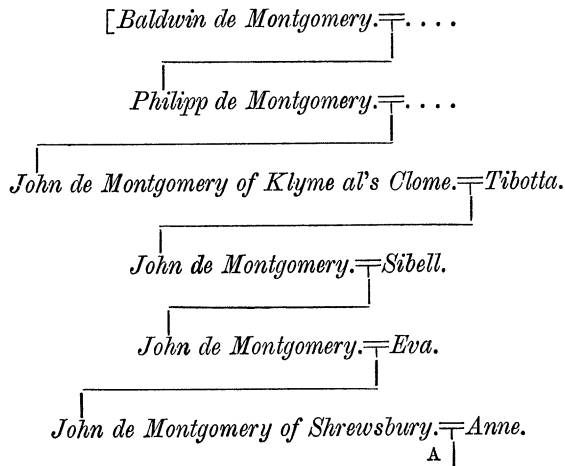 [Baldwin de Montgomery.=....
Philipp de Montgomery.=....
John de Montgomery of Klyme al's Clome.=Tibotta.
John de Montgomery.=Sibell.
John de Montgomery.=Eva.
John de Montgomery of Shrewsbury.=Anne.
A